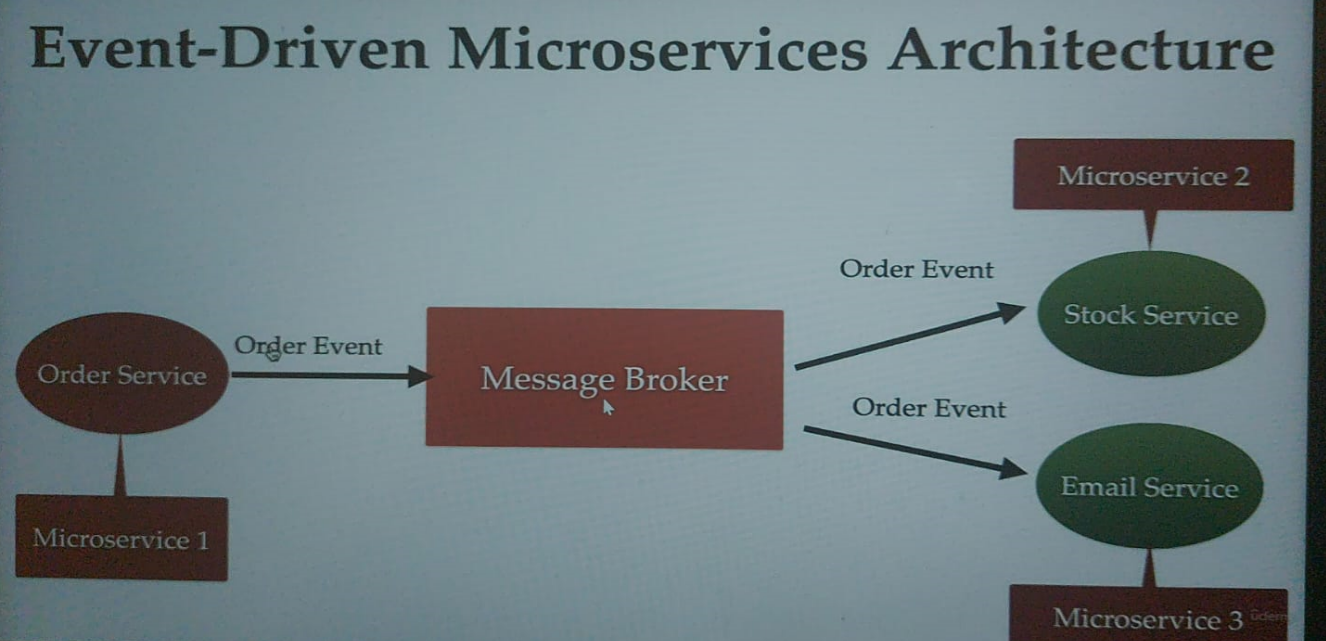 Event-Driven Microservices Architecture
Microservice 2
Order Event
Stock Service
Order Event
Order Service
Message Broker
Order Event
Email Service
Microservice 1
Microservice 3